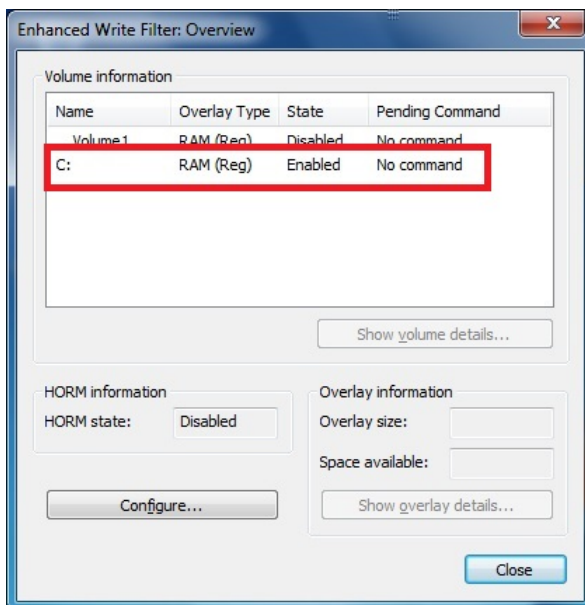 Enhanced Write Filter: Overview
Volume information
Name Overlay Type State Pending Command
Volume1 RAM (Reg) Disabled No command
C: RAM (Reg) Enabled No command
Show volume details...
HORM information
HORM state: Disabled
Overlay information
Overlay size:
Space available:
Configure...
Show overlay details...
Close